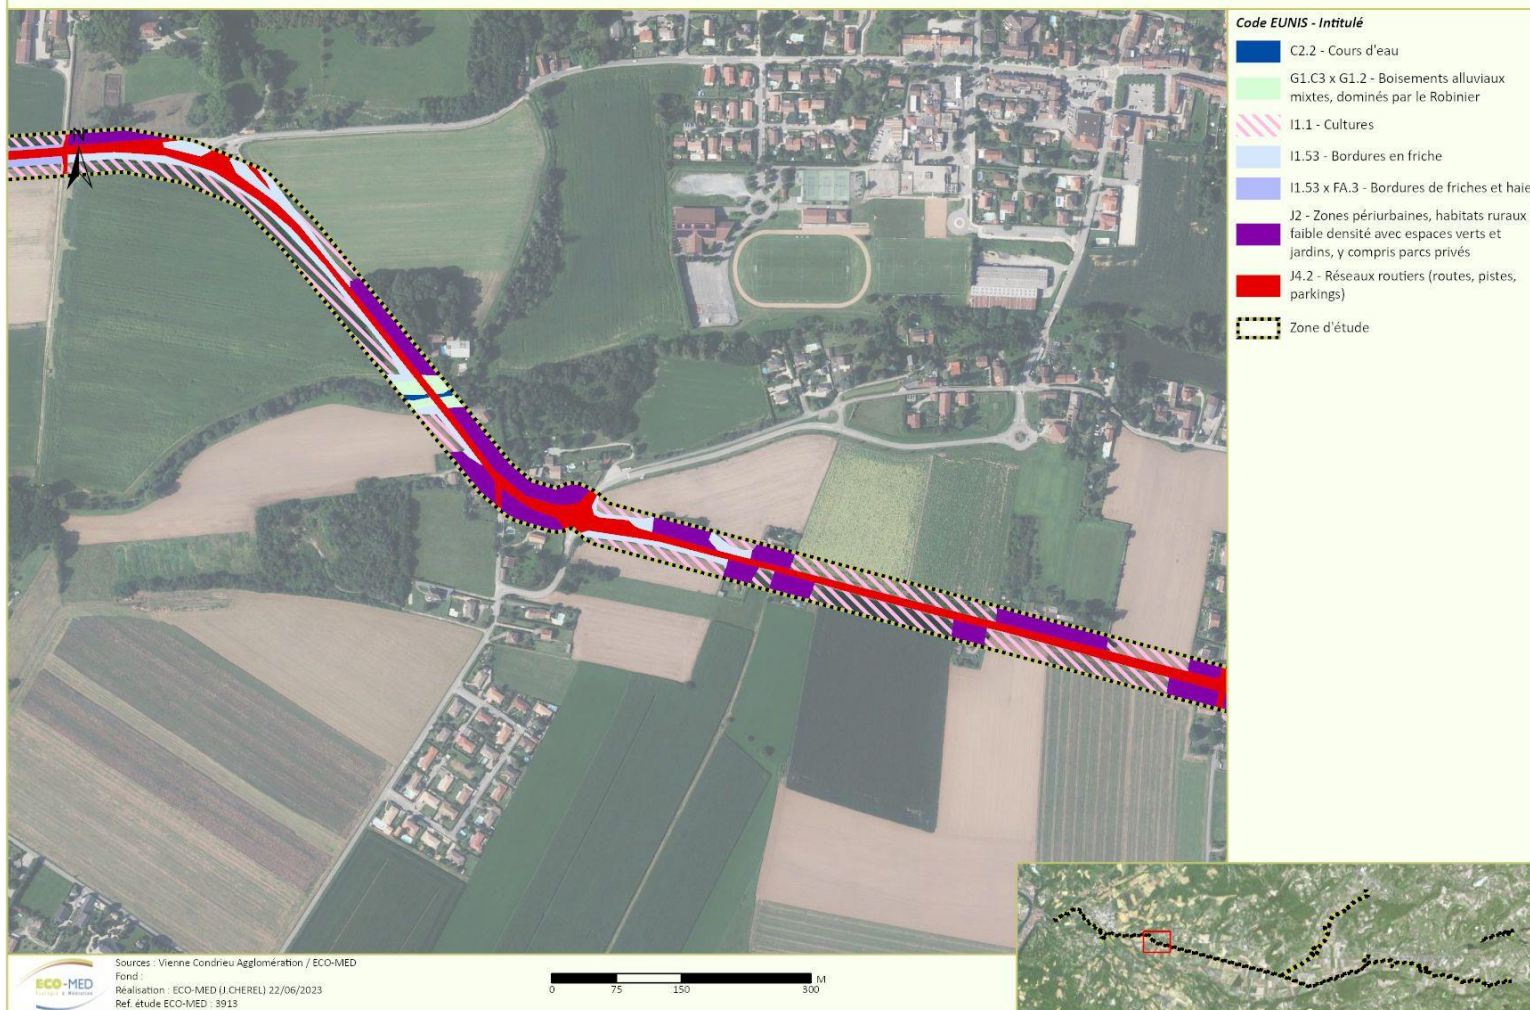 Code EUNIS - Intitulé
C2.2 - Cours d'eau
G1.C3 x G1.2 - Boisements alluviaux
mixtes, dominés par le Robinier
I1.1 - Cultures
I1.53 - Bordures en friche
I1.53 x FA.3 - Bordures de friches et haie
J2 - Zones périurbaines, habitats ruraux
faible densité avec espaces verts et
jardins, y compris parcs privés
J4.2 - Réseaux routiers (routes, pistes,
parkings)
Zone d'étude
N
ECO-MED
Ecologie & Médiation
Sources : Vienne Condrieu Agglomération / ECO-MED
Fond :
Réalisation : ECO-MED (J.CHEREL) 22/06/2023
Ref. étude ECO-MED : 3913
M
0 75 150 300